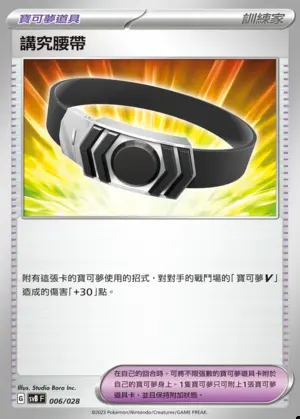 寶可夢道具 訓練家
講究腰帶
附有這張卡的寶可夢使用的招式,對對手的戰鬥場的「寶可夢V」
造成的傷害「+30」點。
在自己的回合時,可將不限張數的寶可夢道具卡附於
自己的寶可夢身上。1隻寶可夢只可附上1張寶可夢道具
卡,並且保持附加狀態。
Illus. Studio Bora Inc.
G svB F 006/028
©2023 Pokémon/Nintendo/Creatures/GAME FREAK.